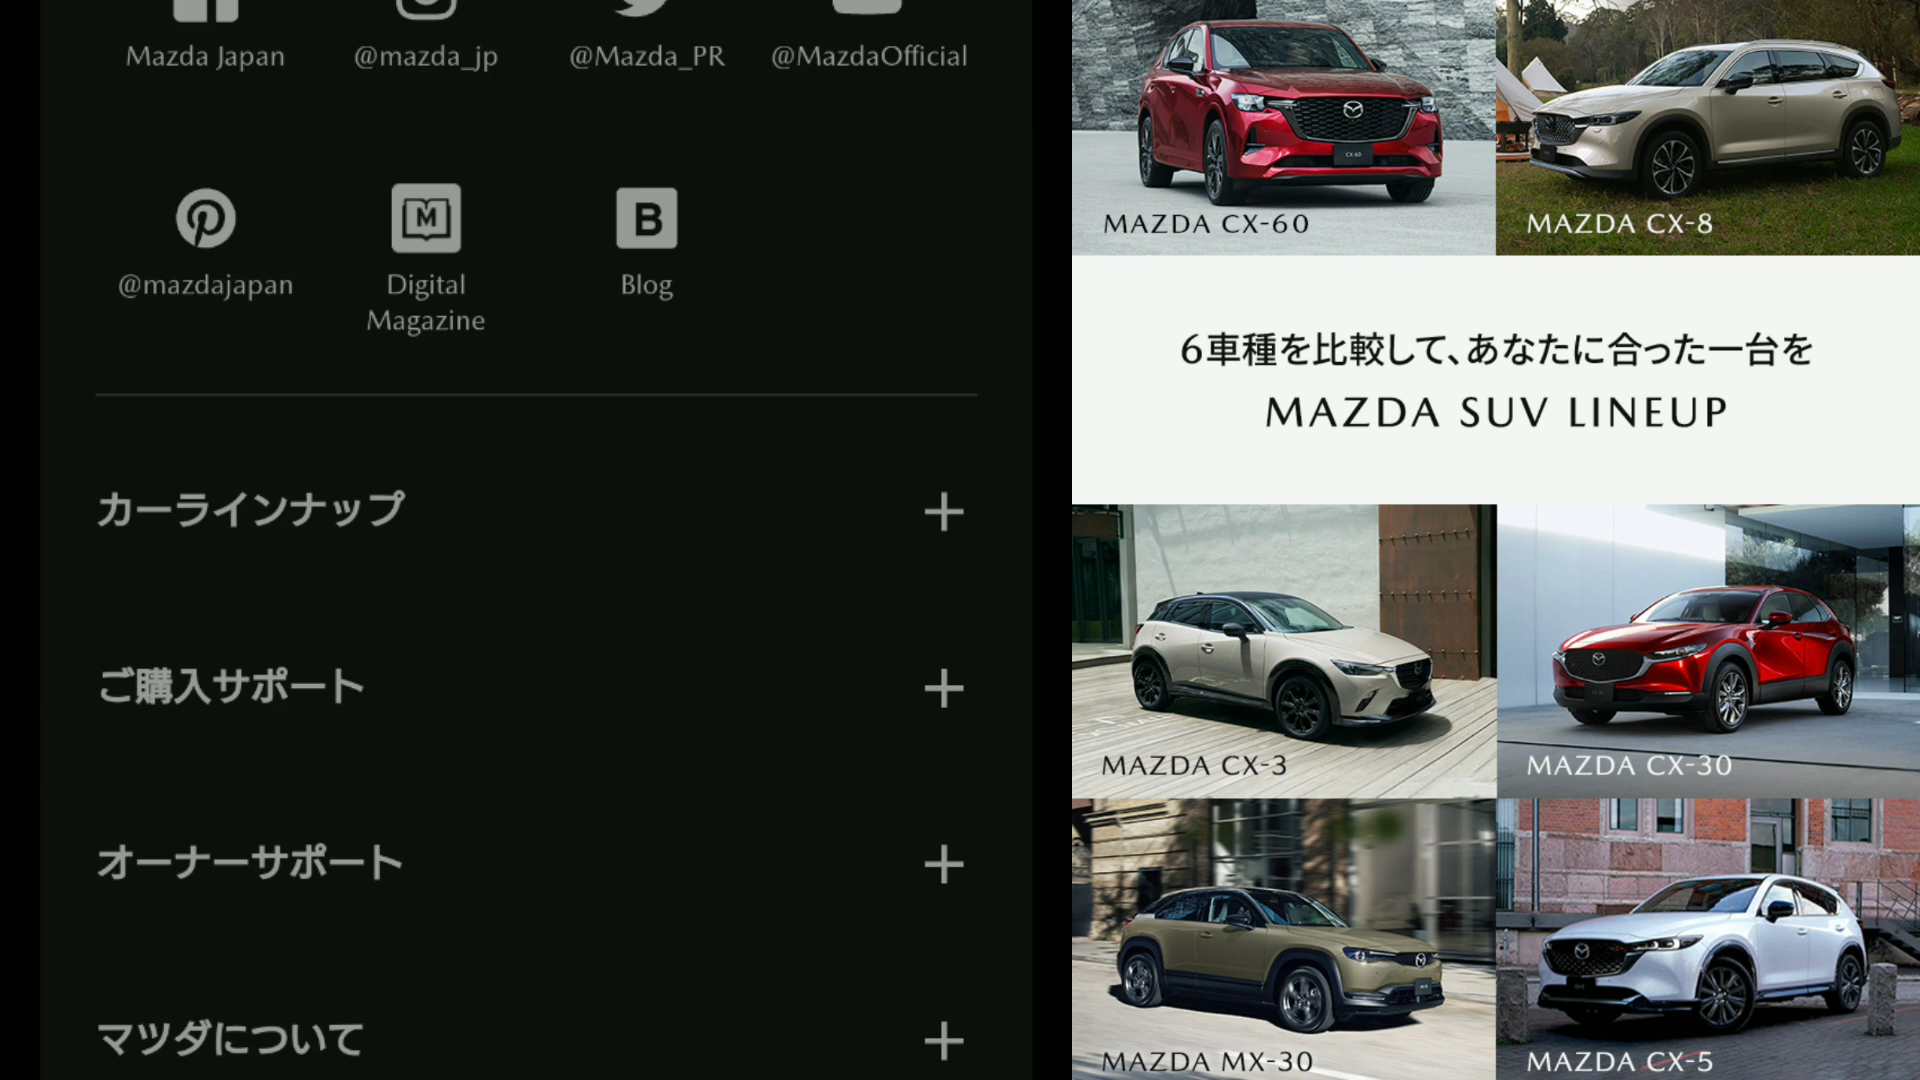 Mazda Japan
@mazda_jp
@Mazda_PR
@MazdaOfficial
@mazdajapan
M
Digital
Magazine
B
Blog
カーラインナップ
ご購入サポート
オーナーサポート
マツダについて
CX-60
MAZDA CX-60
MAZDA CX-8
6車種を比較して、あなたに合った一台を
MAZDA SUV LINEUP
MAZDA CX-3
MAZDA CX-30
MAZDA MX-30
MAZDA CX-5